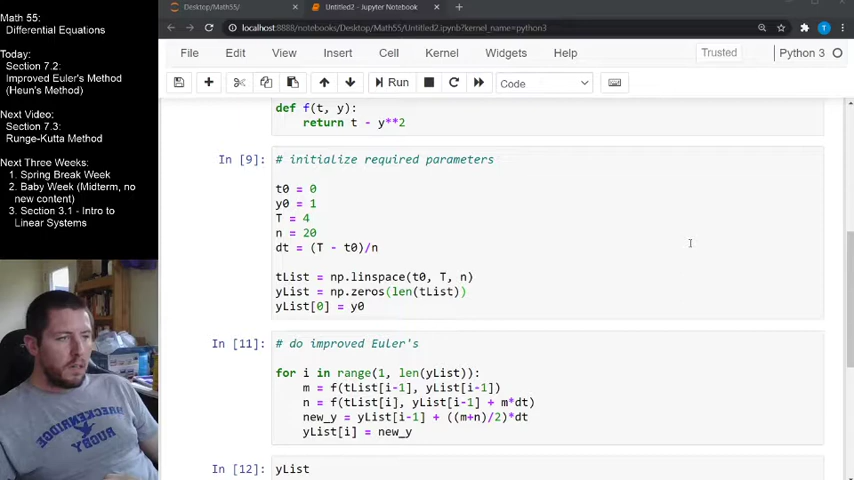 Math 55:
Differential Equations
Today:
Section 7.2:
Improved Euler's Method
(Heun's Method)
Next Video:
Section 7.3:
Runge-Kutta Method
Next Three Weeks:
1. Spring Break Week
2. Baby Week (Midterm, no
new content)
3. Section 3.1 - Intro to
Linear Systems
BRECKENRIDGE
RUGBY
Desktop/Math55/
Untitled2 - Jupyter Notebook
localhost:8888/notebooks/Desktop/Math55/Untitled2.ipynb?kernel_name=python3
T
File Edit View Insert Cell Kernel Widgets Help Trusted Python 3
Run Code
def f(t, y):
return t - y**2
In [9]: # initialize required parameters
t0 = 0
y0 = 1
T = 4
n = 20
dt = (T - t0)/n
tList = np.linspace(t0, T, n)
yList = np.zeros(len(tList))
yList[0] = y0
In [11]: # do improved Euler's
for i in range(1, len(yList)):
m = f(tList[i-1], yList[i-1])
n = f(tList[i], yList[i-1] + m*dt)
new_y = yList[i-1] + ((m+n)/2)*dt
yList[i] = new_y
In [12]: yList